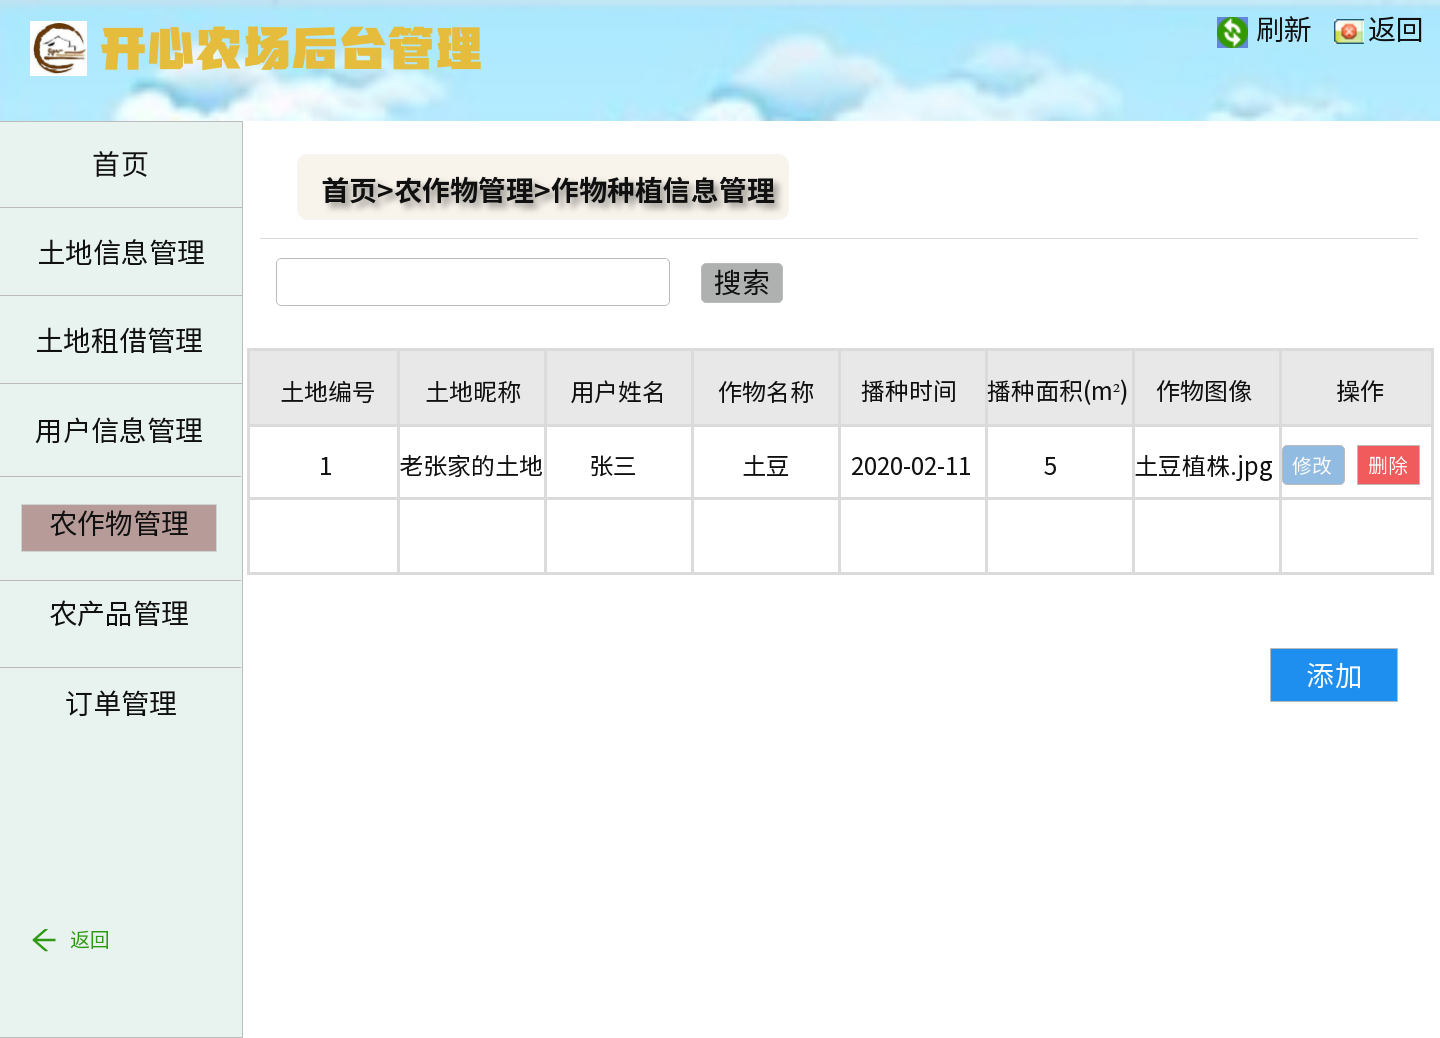 开心农场后台管理
刷新
返回
首页
土地信息管理
土地租借管理
用户信息管理
农作物管理
农产品管理
订单管理
返回
首页>农作物管理>作物种植信息管理
搜索
土地编号 土地昵称 用户姓名 作物名称 播种时间 播种面积(m²) 作物图像 操作
1 老张家的土地 张三 土豆 2020-02-11 5 土豆植株.jpg 修改 删除
添加